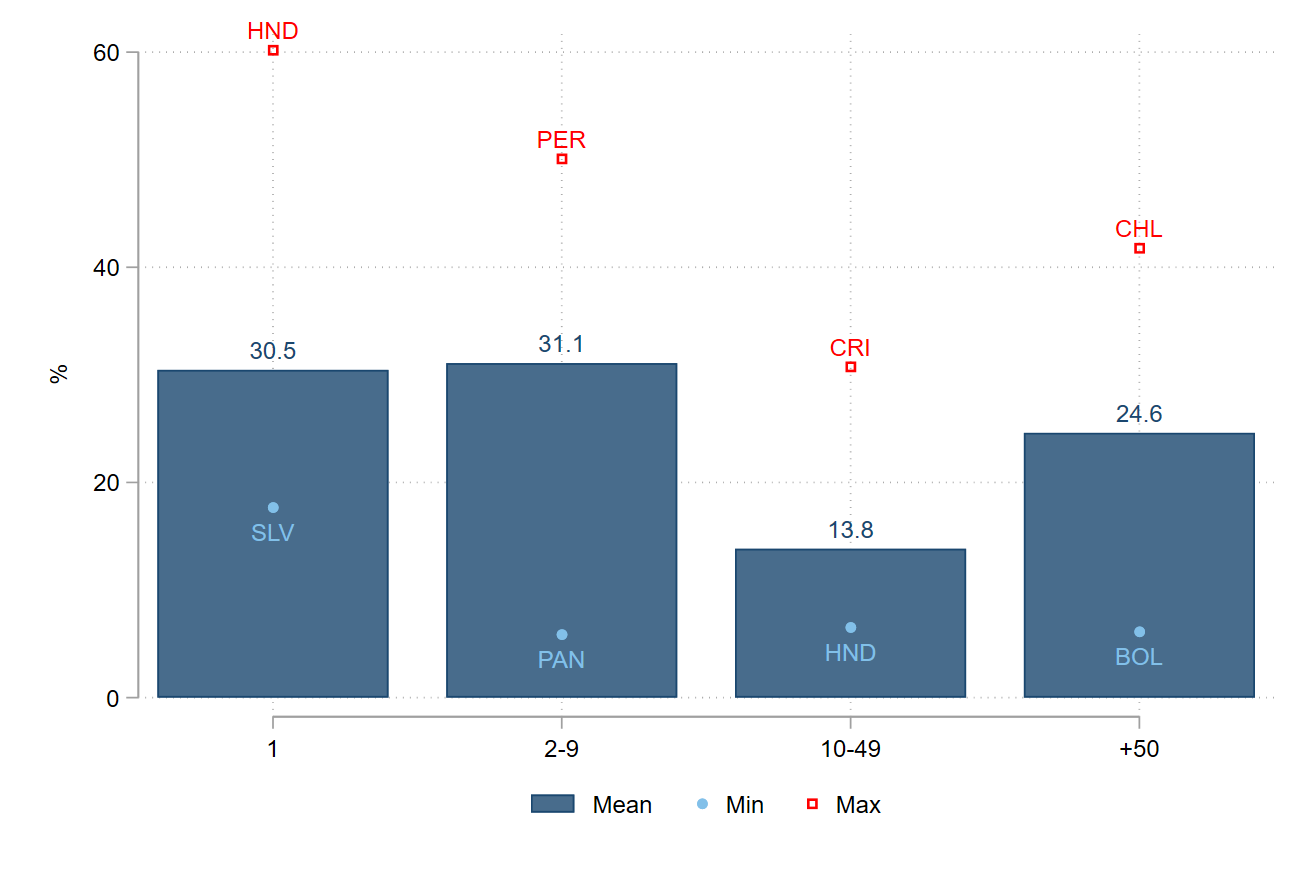 HND
60
PER
CHL
40
CRI
31.1
30.5
%
24.6
20
13.8
SLV
HND
BOL
PAN
0
1 2-9 10-49 +50
Mean Min Max